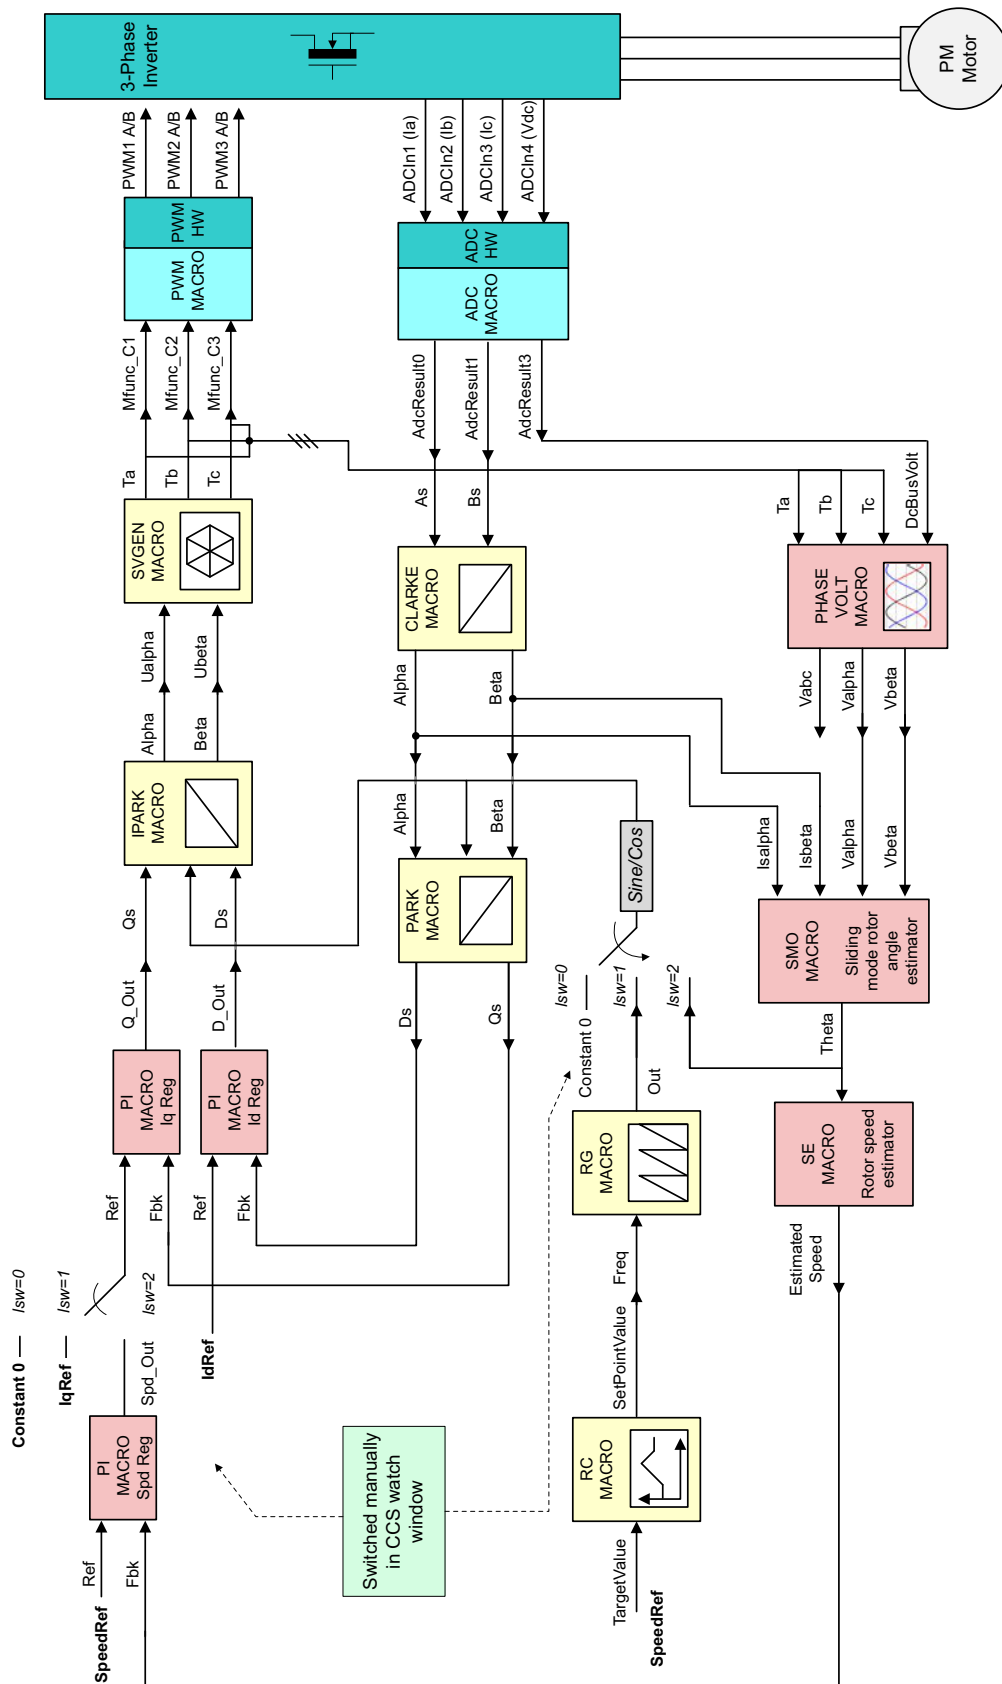 Constant 0
Isw=0
IqRef
Isw=1
Spd_Out
Isw=2
SpeedRef
Ref
Fbk
PI
MACRO
Spd Reg
Ref
Fbk
PI
MACRO
Iq Reg
Q_Out
Qs
IdRef
Ref
Fbk
PI
MACRO
Id Reg
D_Out
Ds
IPARK
MACRO
Alpha
Ualpha
Beta
Ubeta
SVGEN
MACRO
Ta
Mfunc_C1
Tb
Mfunc_C2
Tc
Mfunc_C3
PWM
MACRO
PWM
HW
PWM1 A/B
PWM2 A/B
PWM3 A/B
3-Phase
Inverter
PM
Motor
Switched manually
in CCS watch
window
Ds
Qs
PARK
MACRO
Alpha
Beta
Alpha
Beta
CLARKE
MACRO
As
AdcResult0
Bs
AdcResult1
AdcResult3
ADC
MACRO
ADC
HW
ADCIn1 (Ia)
ADCIn2 (Ib)
ADCIn3 (Ic)
ADCIn4 (Vdc)
SpeedRef
TargetValue
RC
MACRO
SetPointValue
Freq
RG
MACRO
Constant 0
Isw=0
Out
Isw=1
Isw=2
Sine/Cos
Estimated
Speed
SE
MACRO
Rotor speed
estimator
Theta
SMO
MACRO
Sliding
mode rotor
angle
estimator
Isalpha
Isbeta
Valpha
Vbeta
Vabc
Valpha
Vbeta
PHASE
VOLT
MACRO
Ta
Tb
Tc
DcBusVolt